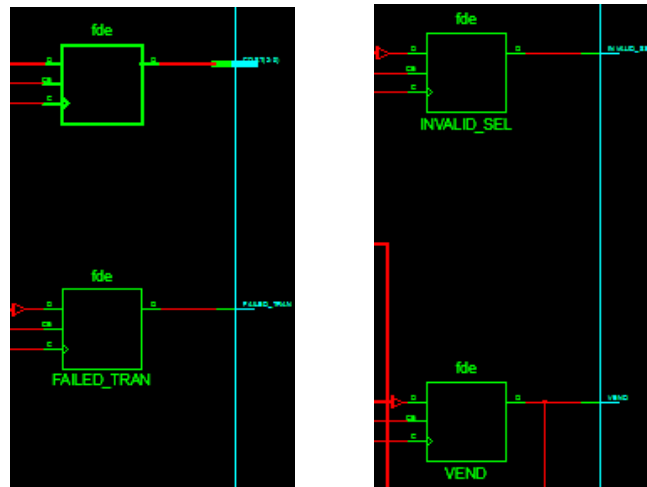 fde
D
Q
CE
C
fde
D
Q
FAILED_TRAN
CE
C
FAILED_TRAN
fde
D
Q
CE
C
INVALID_SEL
fde
D
Q
VEND
CE
C
VEND